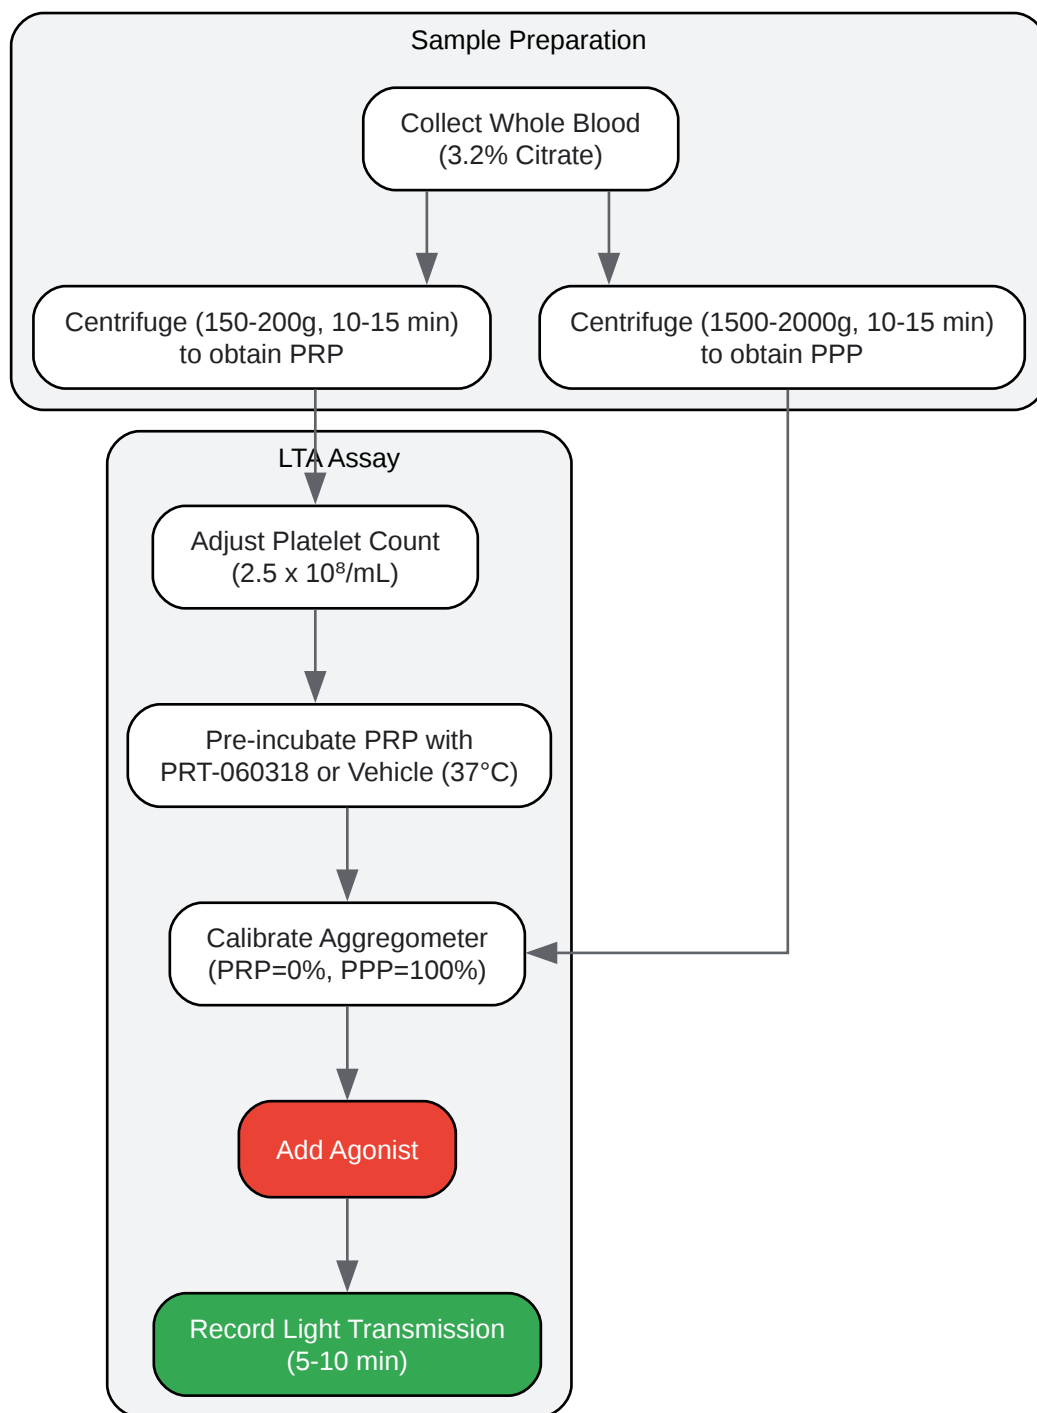 Sample Preparation
Collect Whole Blood
(3.2% Citrate)
Centrifuge (150-200g, 10-15 min)
to obtain PRP
Centrifuge (1500-2000g, 10-15 min)
to obtain PPP
LTA Assay
Adjust Platelet Count
(2.5 x 10⁸/mL)
Pre-incubate PRP with
PRT-060318 or Vehicle (37°C)
Calibrate Aggregometer
(PRP=0%, PPP=100%)
Add Agonist
Record Light Transmission
(5-10 min)